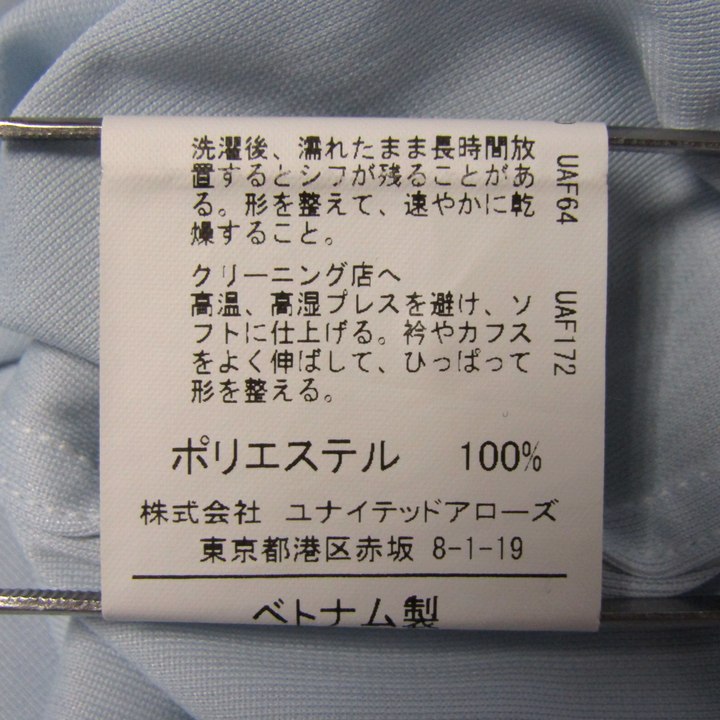 洗濯後、濡れたまま長時間放
置するとシワが残ることがあ
る。形を整えて、速やかに乾
燥すること。
クリーニング店へ
高温、高湿プレスを避け、ソ
フトに仕上げる。衿やカフス
をよく伸ばして、ひっぱって
形を整える。
UAF64
UAF172
ポリエステル 100%
株式会社 ユナイテッドアローズ
東京都港区赤坂 8-1-19
ベトナム製